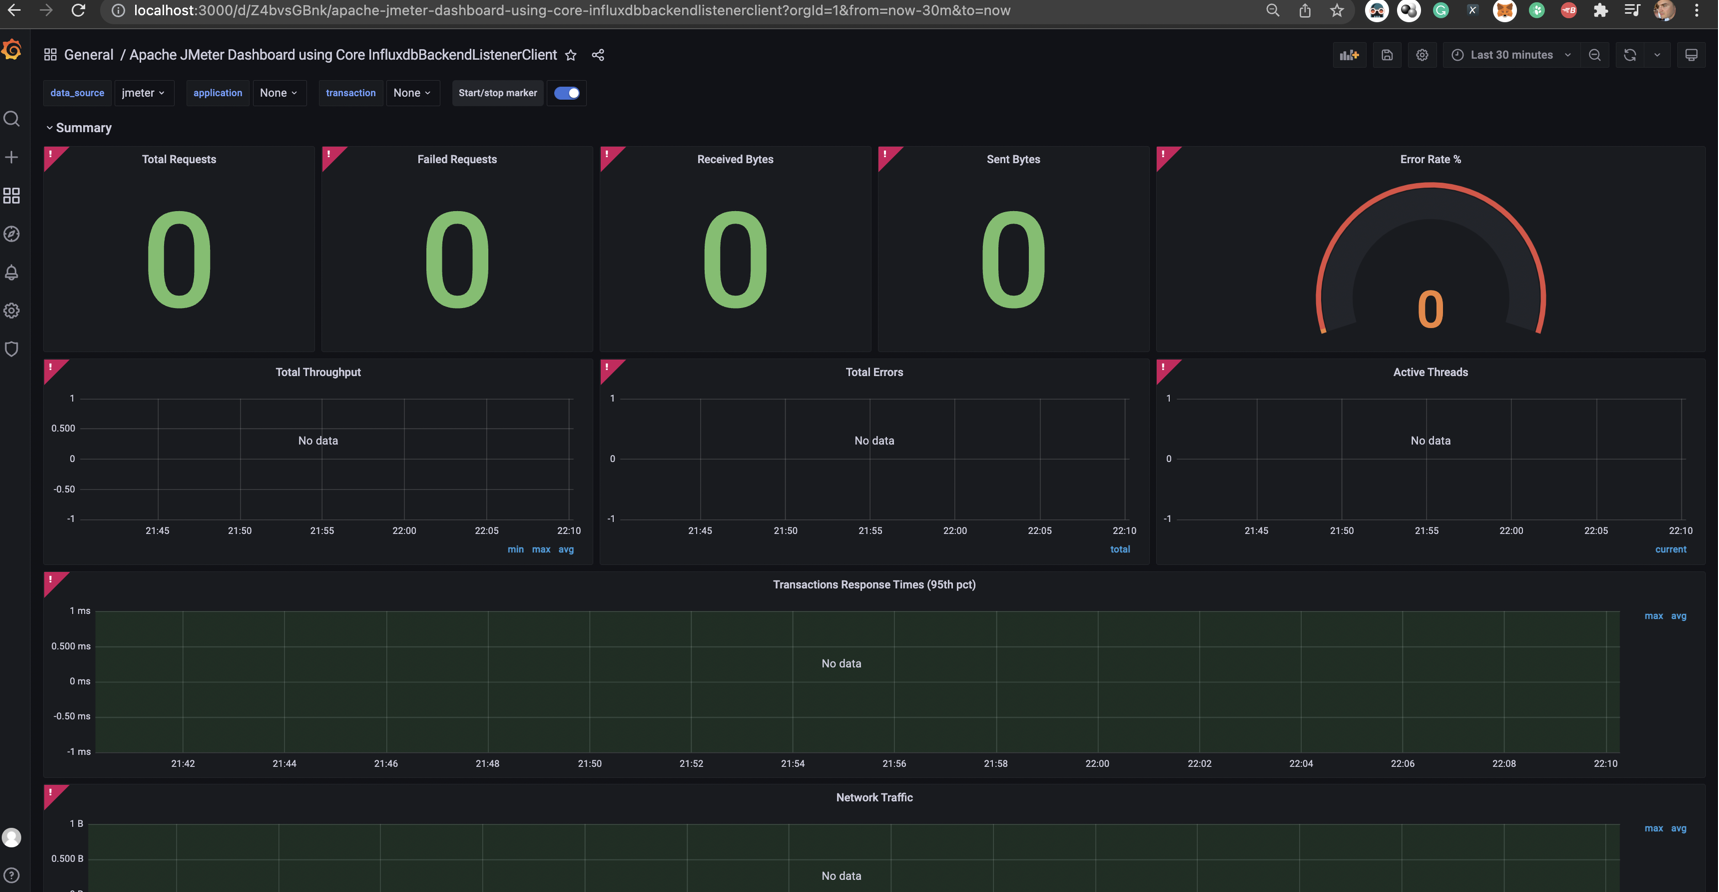 localhost:3000/d/Z4bvsGBnk/apache-jmeter-dashboard-using-core-influxdbbackendlistenerclient?orgId=1&from=now-30m&to=now
General / Apache JMeter Dashboard using Core InfluxdbBackendListenerClient
Last 30 minutes
data_source jmeter application None transaction None Start/stop marker
Summary
! Total Requests
0
! Failed Requests
0
! Received Bytes
0
! Sent Bytes
0
! Error Rate %
0
! Total Throughput
1
0.500
No data
0
-0.50
-1
21:45 21:50 21:55 22:00 22:05 22:10
min max avg
! Total Errors
1
No data
0
-1
21:45 21:50 21:55 22:00 22:05 22:10
total
! Active Threads
1
No data
0
-1
21:45 21:50 21:55 22:00 22:05 22:10
current
! Transactions Response Times (95th pct)
1 ms
max avg
0.500 ms
No data
0 ms
-0.50 ms
-1 ms
21:42 21:44 21:46 21:48 21:50 21:52 21:54 21:56 21:58 22:00 22:02 22:04 22:06 22:08 22:10
! Network Traffic
1 B
max avg
0.500 B
No data